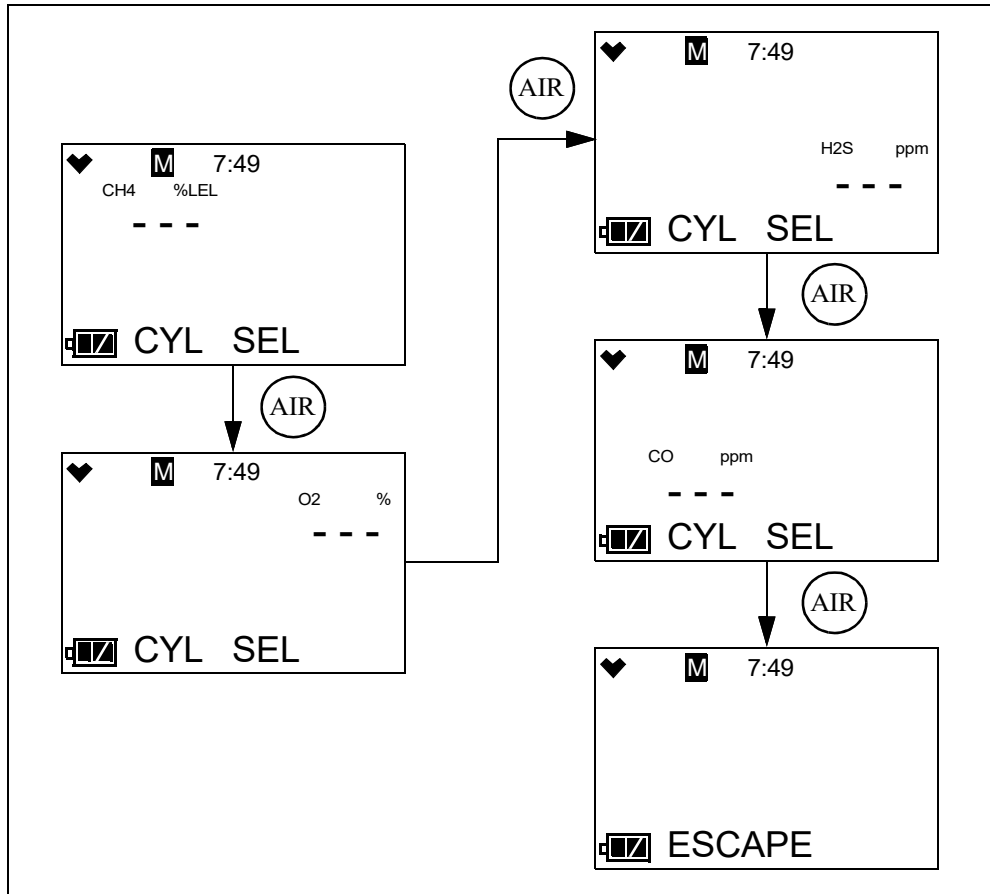 M 7:49
CH4 %LEL
- - -
CYL SEL
AIR
M 7:49
O2 %
- - -
CYL SEL
AIR
M 7:49
H2S ppm
- - -
CYL SEL
AIR
M 7:49
CO ppm
- - -
CYL SEL
AIR
M 7:49
ESCAPE